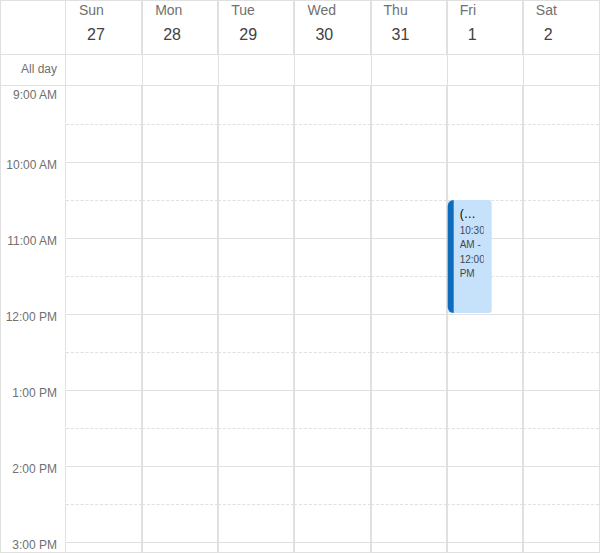 Sun Mon Tue Wed Thu Fri Sat
27 28 29 30 31 1 2
All day
9:00 AM
10:00 AM
(...
10:30
AM -
11:00 AM
12:00
PM
12:00 PM
1:00 PM
2:00 PM
3:00 PM